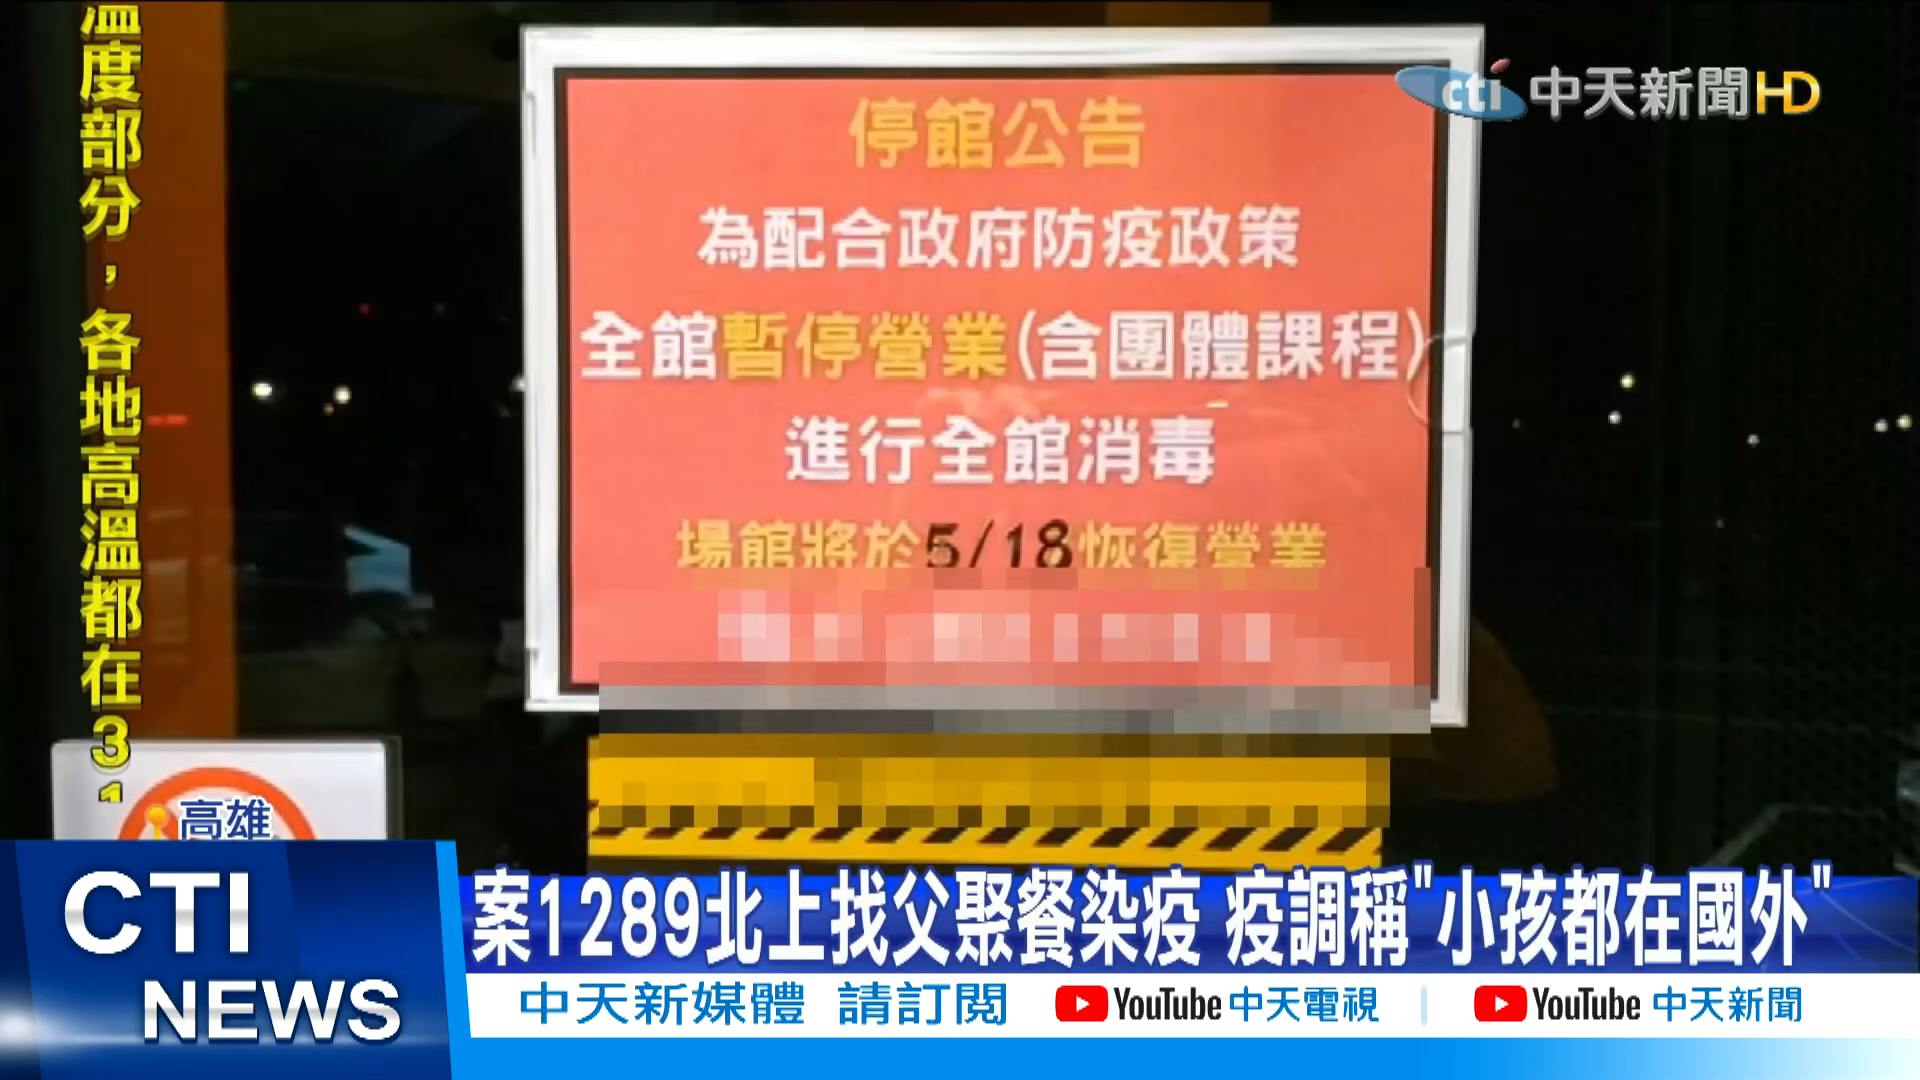 溫度部分，各地高溫都在31
cti 中天新聞HD
停館公告
為配合政府防疫政策
全館暫停營業(含團體課程)
進行全館消毒
場館將於5/18恢復營業
高雄
CTI NEWS
案1289北上找父聚餐染疫 疫調稱"小孩都在國外"
中天新媒體 請訂閱 YouTube 中天電視 | YouTube 中天新聞